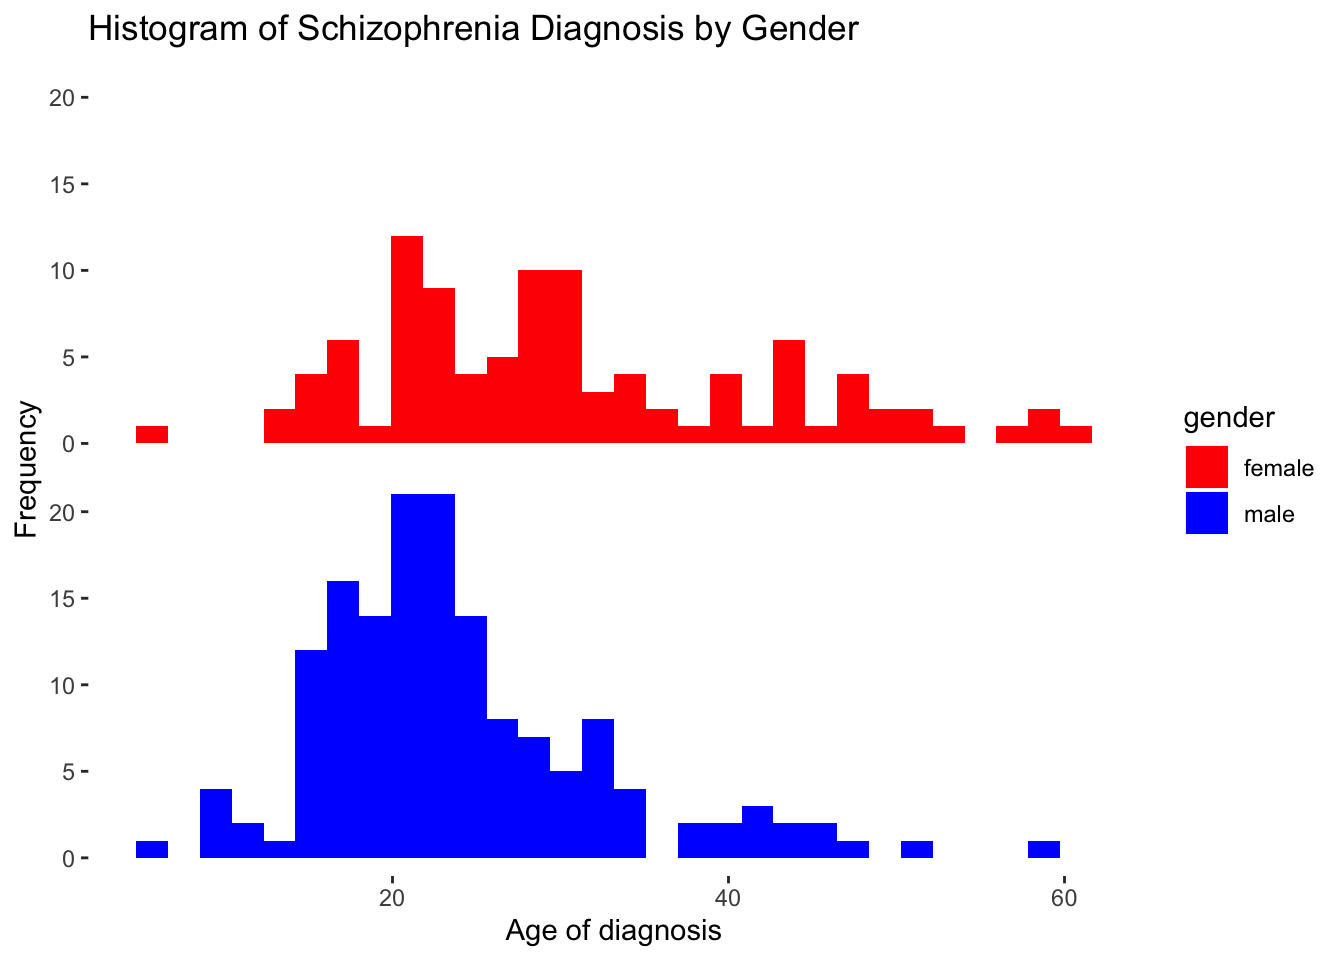 Histogram of Schizophrenia Diagnosis by Gender
20
15
10
5
0
20
15
10
5
0
Frequency
20
40
60
Age of diagnosis
gender
female
male